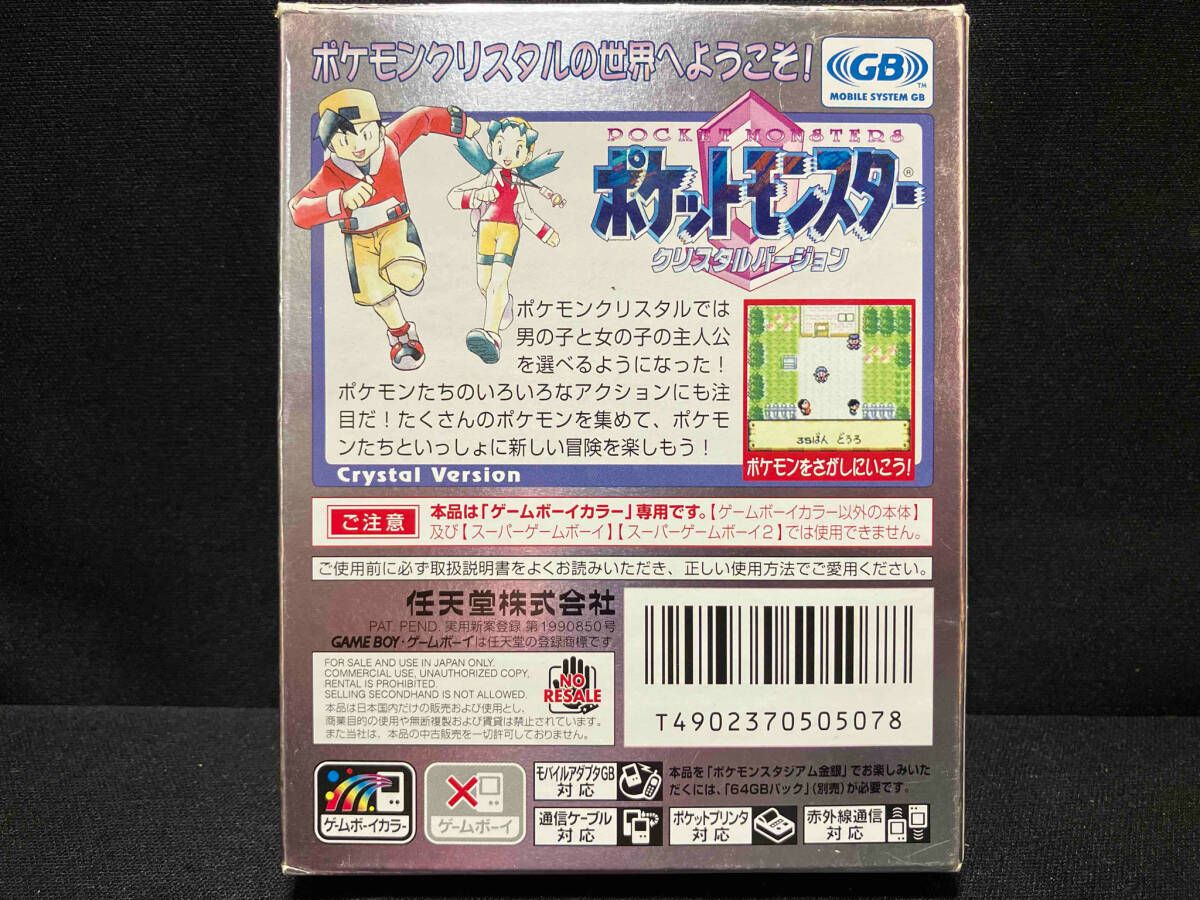 ポケモンクリスタルの世界へようこそ!
GB
TM
MOBILE SYSTEM GB
POCKET MONSTERS
ポケットモンスター®
クリスタルバージョン
ポケモンクリスタルでは
男の子と女の子の主人公
を選べるようになった!
ポケモンたちのいろいろなアクションにも注
目だ!たくさんのポケモンを集めて、ポケモ
ンたちといっしょに新しい冒険を楽しもう!
35ばん どうろ
ポケモンをさがしにいこう!
Crystal Version
ご注意
本品は「ゲームボーイカラー」専用です。【ゲームボーイカラー以外の本体】
及び【スーパーゲームボーイ】【スーパーゲームボーイ2】では使用できません。
ご使用前に必ず取扱説明書をよくお読みいただき、正しい使用方法でご愛用ください。
任天堂株式会社
PAT. PEND. 実用新案登録 第1990850号
GAME BOY・ゲームボーイは任天堂の登録商標です
FOR SALE AND USE IN JAPAN ONLY.
COMMERCIAL USE, UNAUTHORIZED COPY,
RENTAL IS PROHIBITED.
SELLING SECONDHAND IS NOT ALLOWED.
本品は日本国内だけの販売および使用とし、
商業目的の使用や無断複製および賃貸は禁止されています。
また当社は、本品の中古販売を一切許可しておりません。
NO
RESALE
T4902370505078
ゲームボーイカラー
ゲームボーイ
モバイルアダプタGB
対応
本品を「ポケモンスタジアム金銀」でお楽しみいた
だくには、「64GBパック」(別売)が必要です。
通信ケーブル
対応
ポケットプリンタ
対応
赤外線通信
対応